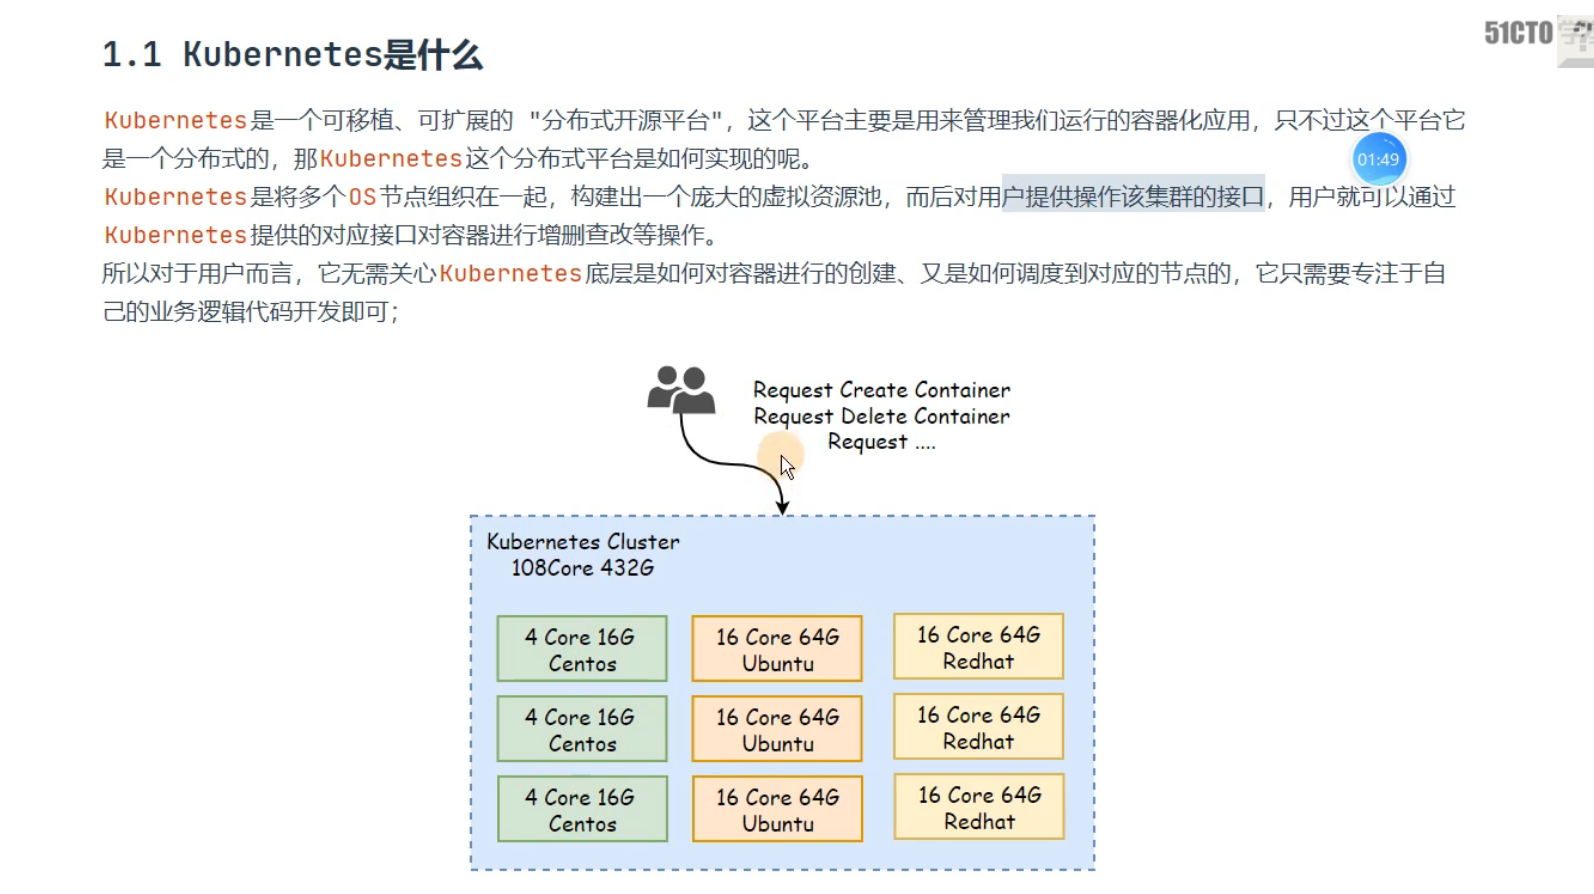 1.1 Kubernetes是什么
51CTO
Kubernetes是一个可移植、可扩展的 "分布式开源平台"，这个平台主要是用来管理我们运行的容器化应用，只不过这个平台它
是一个分布式的，那Kubernetes这个分布式平台是如何实现的呢。
01:49
Kubernetes是将多个OS节点组织在一起，构建出一个庞大的虚拟资源池，而后对用户提供操作该集群的接口，用户就可以通过
Kubernetes提供的对应接口对容器进行增删查改等操作。
所以对于用户而言，它无需关心Kubernetes底层是如何对容器进行的创建、又是如何调度到对应的节点的，它只需要专注于自
己的业务逻辑代码开发即可；
Request Create Container
Request Delete Container
Request ....
Kubernetes Cluster
108Core 432G
4 Core 16G
Centos
16 Core 64G
Ubuntu
16 Core 64G
Redhat
4 Core 16G
Centos
16 Core 64G
Ubuntu
16 Core 64G
Redhat
4 Core 16G
Centos
16 Core 64G
Ubuntu
16 Core 64G
Redhat